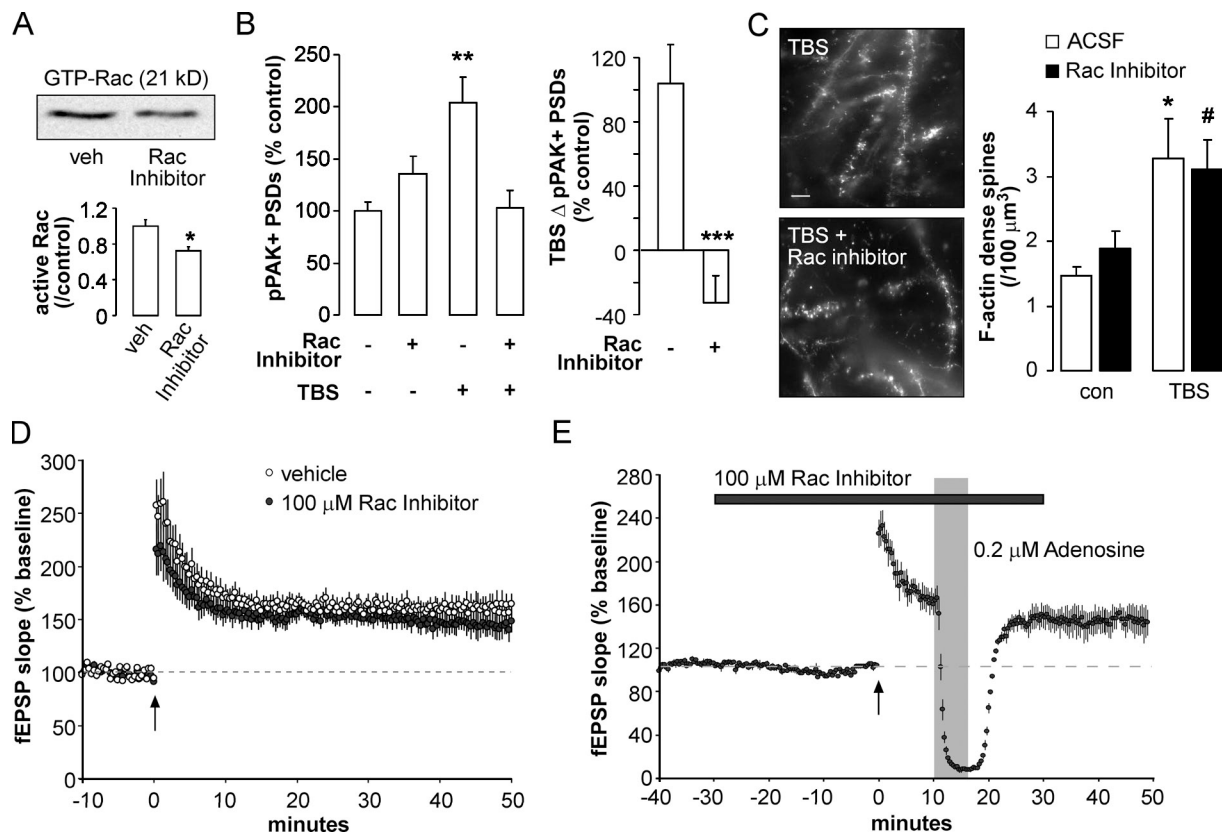 A
GTP-Rac (21 kD)
veh
Rac
Inhibitor
active Rac
(/control)
1.2
0.8
0.4
0
*
veh
Rac
Inhibitor
B
pPAK+ PSDs (% control)
250
200
150
100
50
0
**
Rac
Inhibitor
- + - +
TBS
- - + +
TBS Δ pPAK+ PSDs
(% control)
120
80
40
0
-40
***
Rac
Inhibitor
- +
C
TBS
TBS +
Rac inhibitor
ACSF
Rac Inhibitor
F-actin dense spines
(/100 μm³)
4
3
2
1
0
*
#
con
TBS
D
fEPSP slope (% baseline)
300
250
200
150
100
50
0
vehicle
100 μM Rac Inhibitor
-10 0 10 20 30 40 50
minutes
E
fEPSP slope (% baseline)
280
240
200
160
120
80
40
0
100 μM Rac Inhibitor
0.2 μM Adenosine
-40 -30 -20 -10 0 10 20 30 40 50
minutes